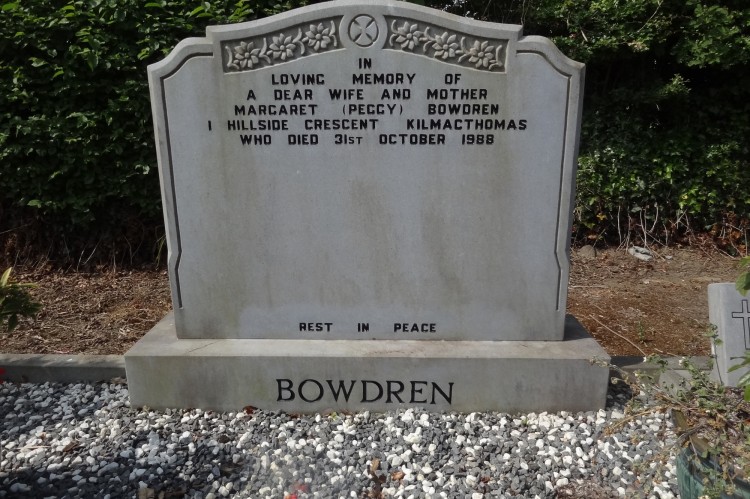 IN
LOVING MEMORY OF
A DEAR WIFE AND MOTHER
MARGARET (PEGGY) BOWDREN
1 HILLSIDE CRESCENT KILMACTHOMAS
WHO DIED 31ST OCTOBER 1988
REST IN PEACE
BOWDREN